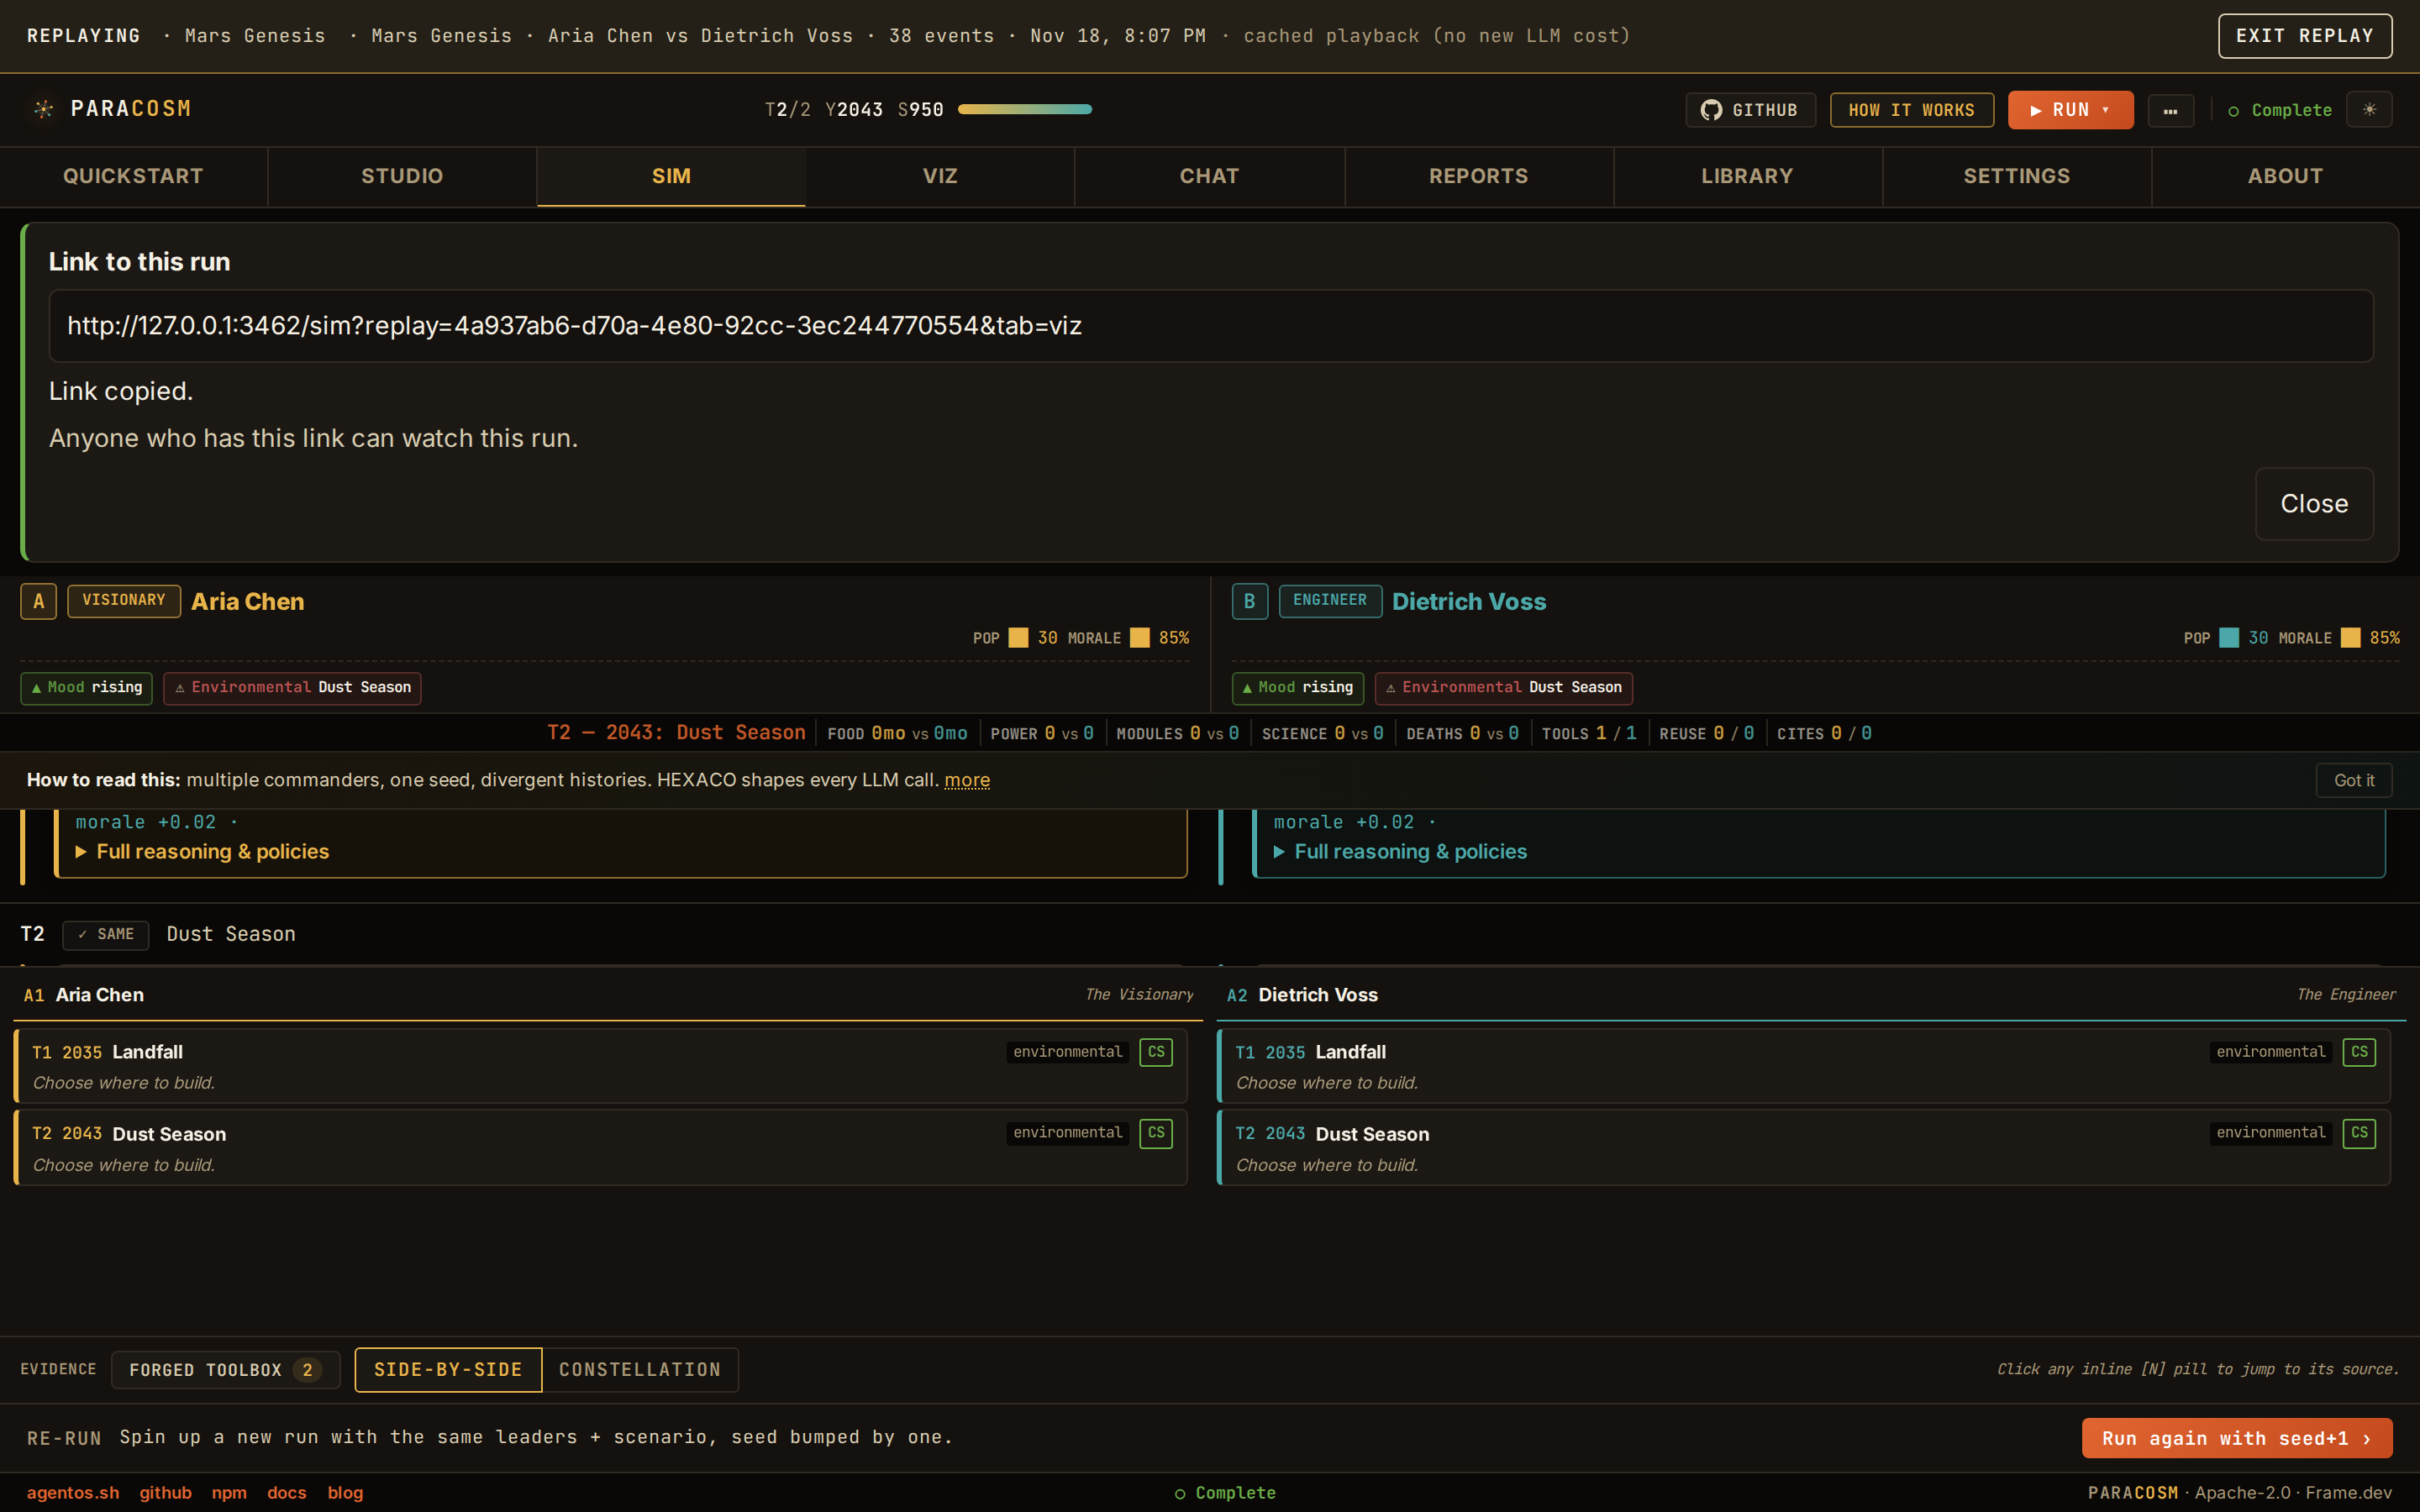 REPLAYING · Mars Genesis · Mars Genesis · Aria Chen vs Dietrich Voss · 38 events · Nov 18, 8:07 PM · cached playback (no new LLM cost) EXIT REPLAY
PARACOSM T2/2 Y2043 S950 GITHUB HOW IT WORKS ▶ RUN ▾ … ○ Complete ☀
QUICKSTART STUDIO SIM VIZ CHAT REPORTS LIBRARY SETTINGS ABOUT
Link to this run
http://127.0.0.1:3462/sim?replay=4a937ab6-d70a-4e80-92cc-3ec244770554&tab=viz
Link copied.
Anyone who has this link can watch this run.
Close
A VISIONARY Aria Chen B ENGINEER Dietrich Voss
POP 30 MORALE 85% POP 30 MORALE 85%
▲ Mood rising ⚠ Environmental Dust Season ▲ Mood rising ⚠ Environmental Dust Season
T2 — 2043: Dust Season FOOD 0mo vs 0mo POWER 0 vs 0 MODULES 0 vs 0 SCIENCE 0 vs 0 DEATHS 0 vs 0 TOOLS 1 / 1 REUSE 0 / 0 CITES 0 / 0
How to read this: multiple commanders, one seed, divergent histories. HEXACO shapes every LLM call. more Got it
morale +0.02 · morale +0.02 ·
▶ Full reasoning & policies ▶ Full reasoning & policies
T2 ✓ SAME Dust Season
A1 Aria Chen The Visionary A2 Dietrich Voss The Engineer
T1 2035 Landfall environmental CS T1 2035 Landfall environmental CS
Choose where to build. Choose where to build.
T2 2043 Dust Season environmental CS T2 2043 Dust Season environmental CS
Choose where to build. Choose where to build.
EVIDENCE FORGED TOOLBOX 2 SIDE-BY-SIDE CONSTELLATION Click any inline [N] pill to jump to its source.
RE-RUN Spin up a new run with the same leaders + scenario, seed bumped by one. Run again with seed+1 ›
agentos.sh github npm docs blog ○ Complete PARACOSM · Apache-2.0 · Frame.dev